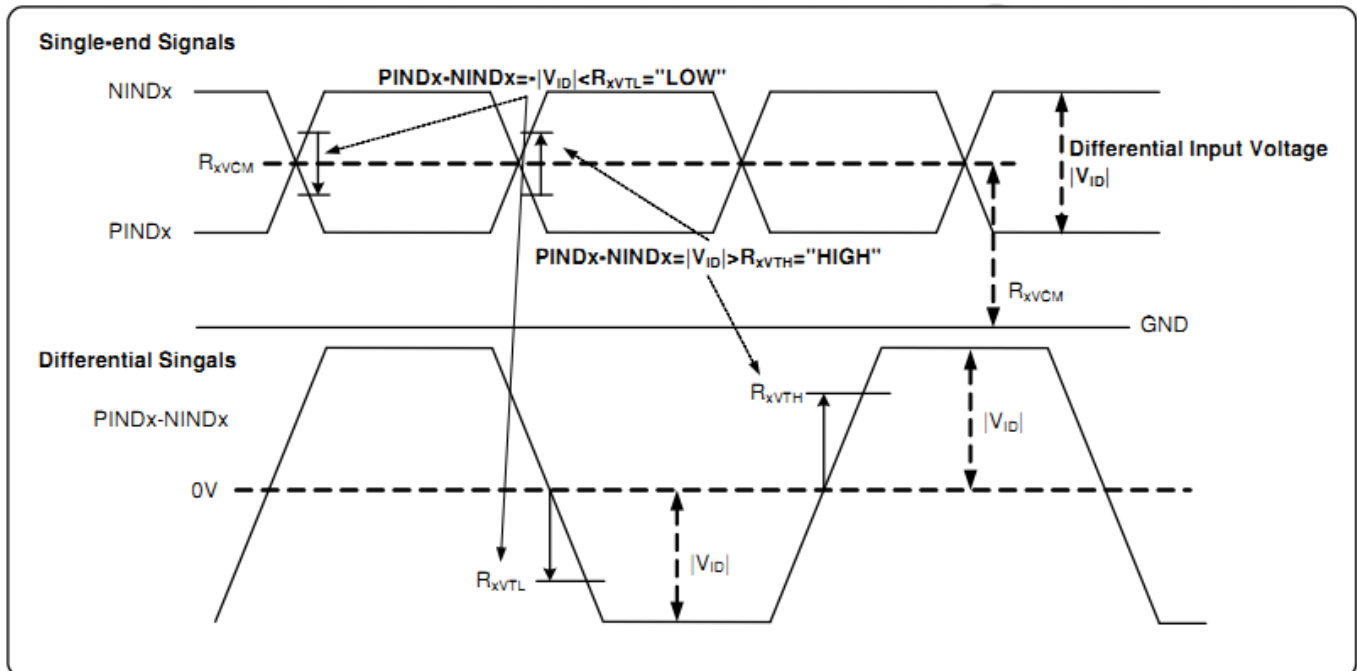 Single-end Signals
PINDx-NINDx=-|VID|<RxVTL="LOW"
NINDx
RxVCM
Differential Input Voltage
|VID|
PINDx
PINDx-NINDx=|VID|>RxVTH="HIGH"
RxVCM
GND
Differential Singals
RxVTH
PINDx-NINDx
|VID|
0V
RxVTL
|VID|